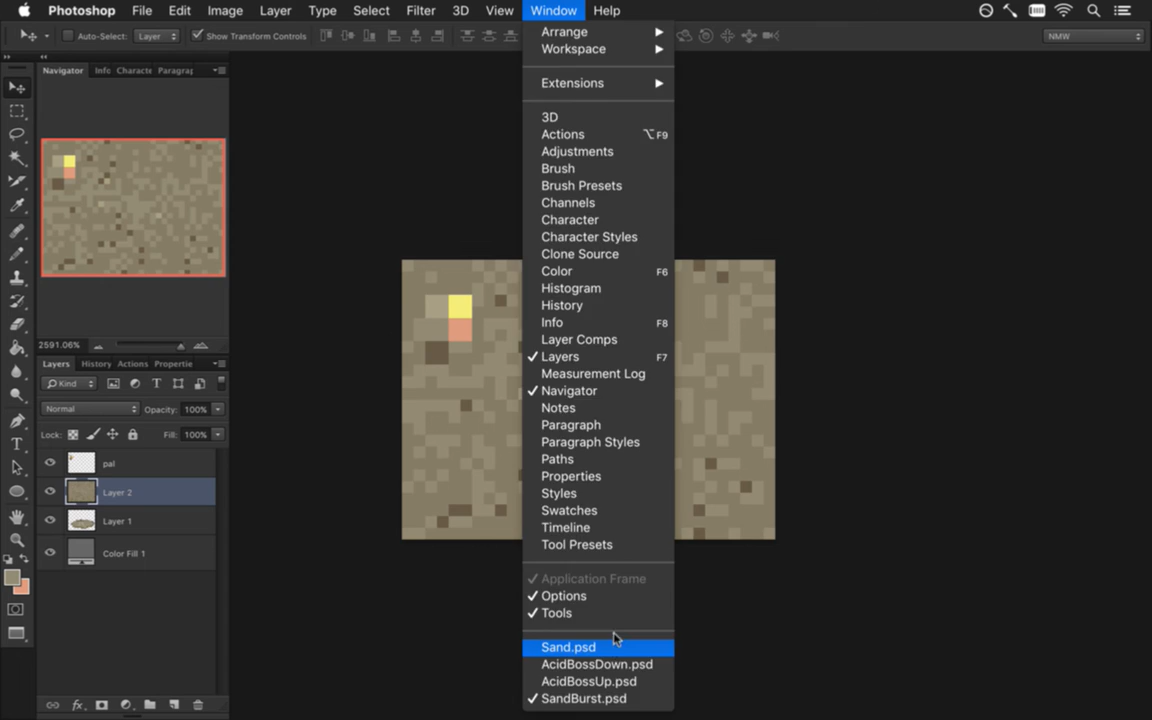 Photoshop File Edit Image Layer Type Select Filter 3D View Window Help
Auto-Select: Layer Show Transform Controls NMW
Navigator Info Characte Paragraj
2591.06%
Layers History Actions Propertie
Kind
Normal Opacity: 100%
Lock: Fill: 100%
pal
Layer 2
Layer 1
Color Fill 1
Arrange
Workspace
Extensions
3D
Actions ⌥F9
Adjustments
Brush
Brush Presets
Channels
Character
Character Styles
Clone Source
Color F6
Histogram
History
Info F8
Layer Comps
Layers F7
Measurement Log
Navigator
Notes
Paragraph
Paragraph Styles
Paths
Properties
Styles
Swatches
Timeline
Tool Presets
Application Frame
Options
Tools
Sand.psd
AcidBossDown.psd
AcidBossUp.psd
SandBurst.psd